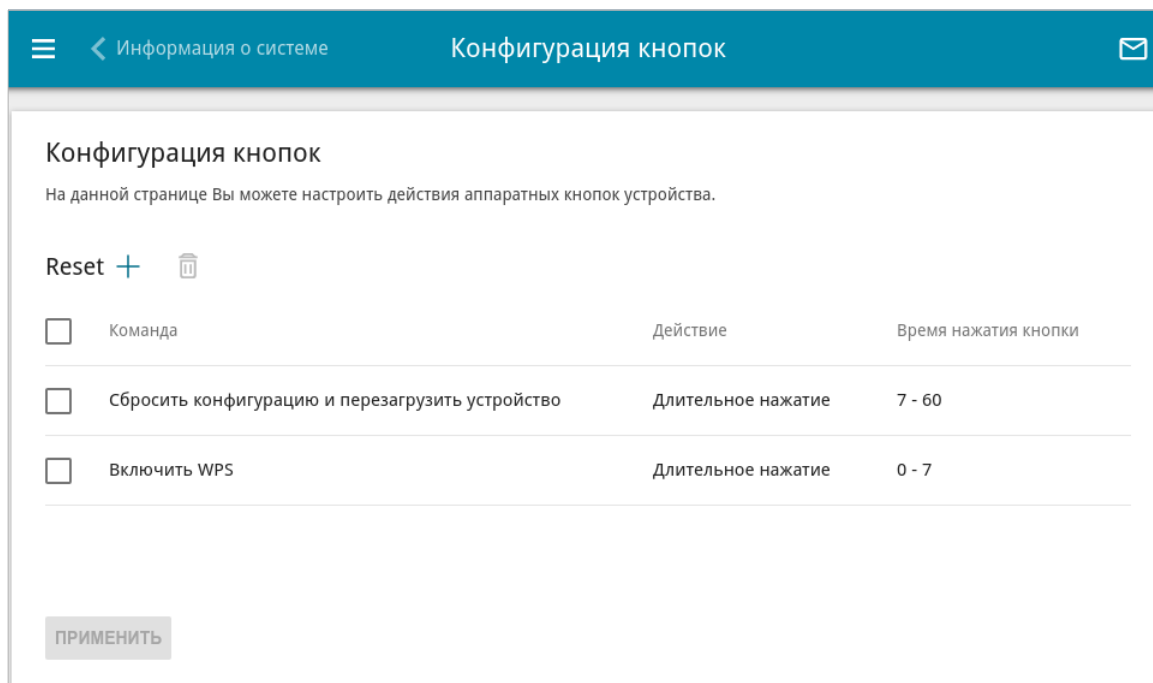 Информация о системе Конфигурация кнопок
Конфигурация кнопок
На данной странице Вы можете настроить действия аппаратных кнопок устройства.
Reset
Команда Действие Время нажатия кнопки
Сбросить конфигурацию и перезагрузить устройство Длительное нажатие 7 - 60
Включить WPS Длительное нажатие 0 - 7
ПРИМЕНИТЬ